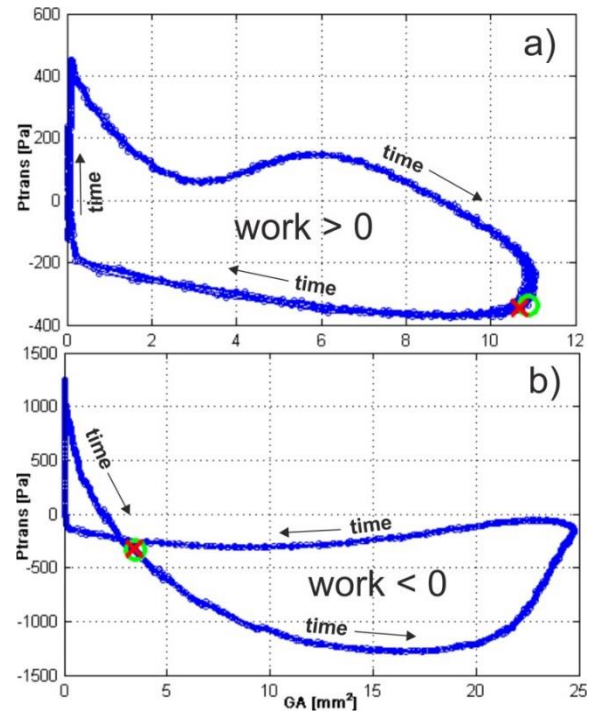 600
a)
400
time
200
Ptrans [Pa]
time
0
work > 0
-200
time
-400
0 2 4 6 8 10 12
1500
b)
1000
time
500
Ptrans [Pa]
0
time
-500
work < 0
-1000
time
-1500
0 5 10 15 20 25
GA [mm²]